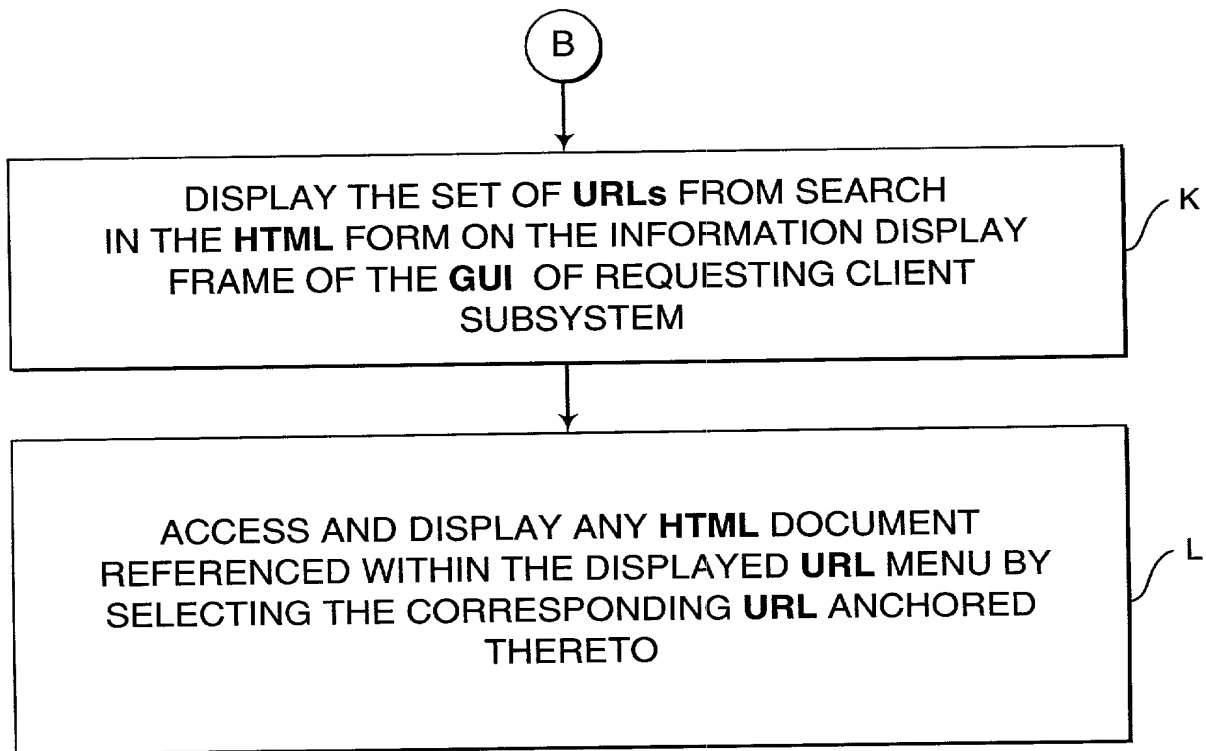 B
DISPLAY THE SET OF URLs FROM SEARCH
IN THE HTML FORM ON THE INFORMATION DISPLAY
FRAME OF THE GUI OF REQUESTING CLIENT
SUBSYSTEM
K
ACCESS AND DISPLAY ANY HTML DOCUMENT
REFERENCED WITHIN THE DISPLAYED URL MENU BY
SELECTING THE CORRESPONDING URL ANCHORED
THERETO
L